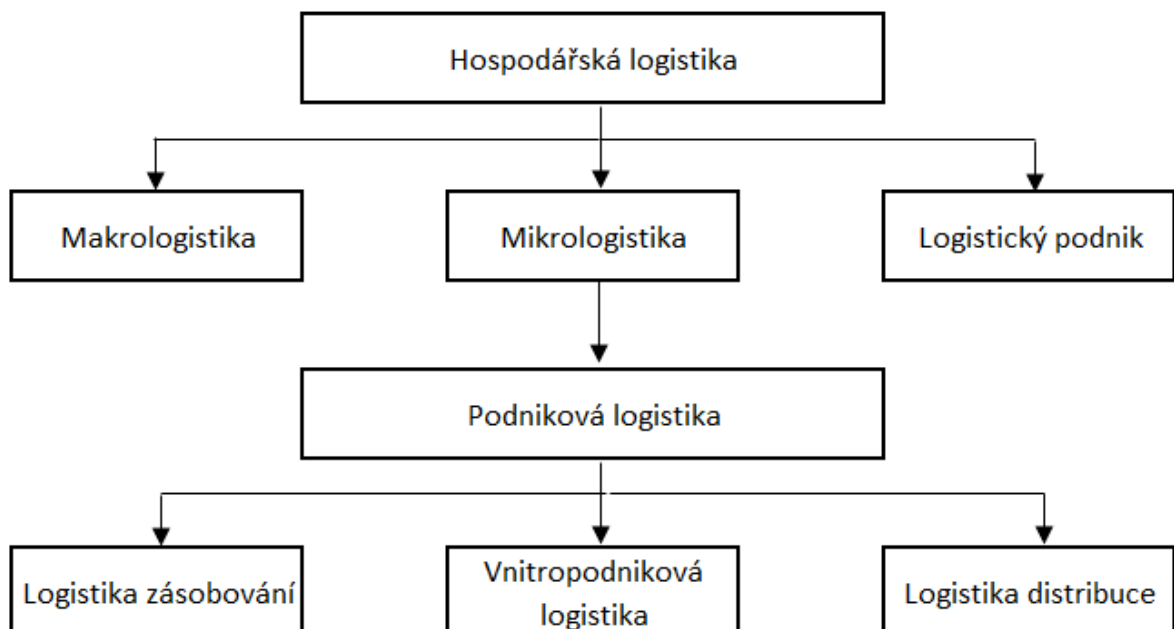 Hospodářská logistika
Makrologistika
Mikrologistika
Logistický podnik
Podniková logistika
Logistika zásobování
Vnitropodniková
logistika
Logistika distribuce